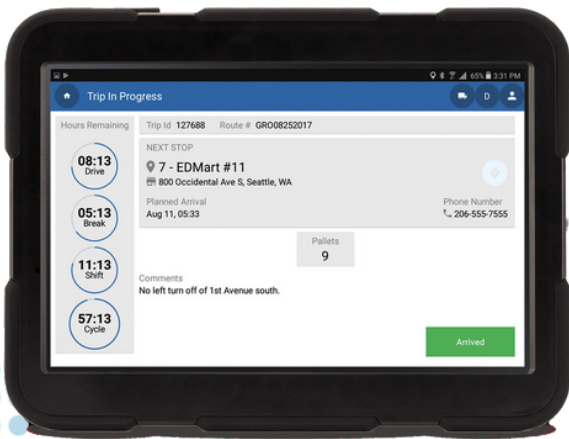 65% 3:31 PM
Trip In Progress
D
Hours Remaining
08:13
Drive
05:13
Break
11:13
Shift
57:13
Cycle
Trip Id 127688 Route # GRO08252017
NEXT STOP
7 - EDMart #11
800 Occidental Ave S, Seattle, WA
Planned Arrival
Aug 11, 05:33
Phone Number
206-555-7555
Pallets
9
Comments
No left turn off of 1st Avenue south.
Arrived